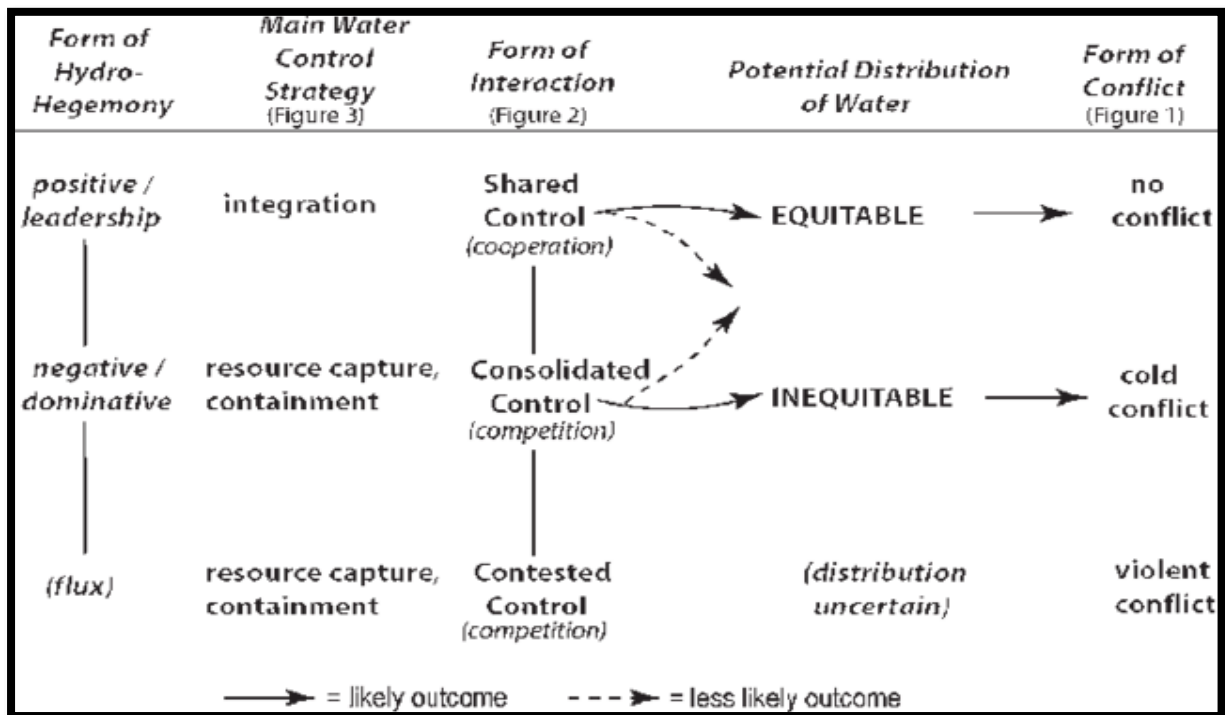 Form of
Hydro-
Hegemony
Main Water
Control
Strategy
(Figure 3)
Form of
Interaction
(Figure 2)
Potential Distribution
of Water
Form of
Conflict
(Figure 1)
positive /
leadership
integration
Shared
Control
(cooperation)
EQUITABLE
no
conflict
negative /
dominative
resource capture,
containment
Consolidated
Control
(competition)
INEQUITABLE
cold
conflict
(flux)
resource capture,
containment
Contested
Control
(competition)
(distribution
uncertain)
violent
conflict
= likely outcome
= less likely outcome